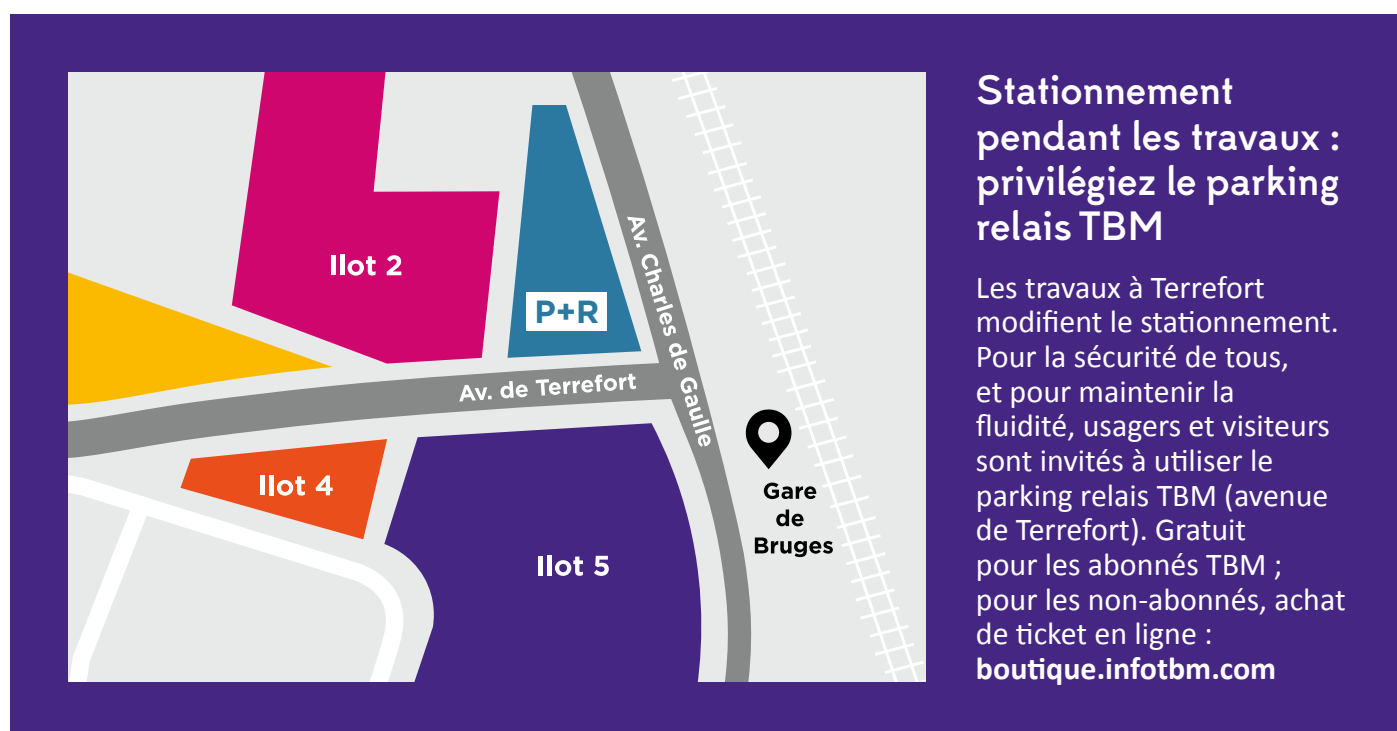 Ilot 2
P+R
Av. Charles de Gaulle
Av. de Terrefort
Ilot 4
Ilot 5
Gare
de
Bruges
Stationnement
pendant les travaux :
privilégiez le parking
relais TBM
Les travaux à Terrefort
modifient le stationnement.
Pour la sécurité de tous,
et pour maintenir la
fluidité, usagers et visiteurs
sont invités à utiliser le
parking relais TBM (avenue
de Terrefort). Gratuit
pour les abonnés TBM ;
pour les non-abonnés, achat
de ticket en ligne :
boutique.infotbm.com